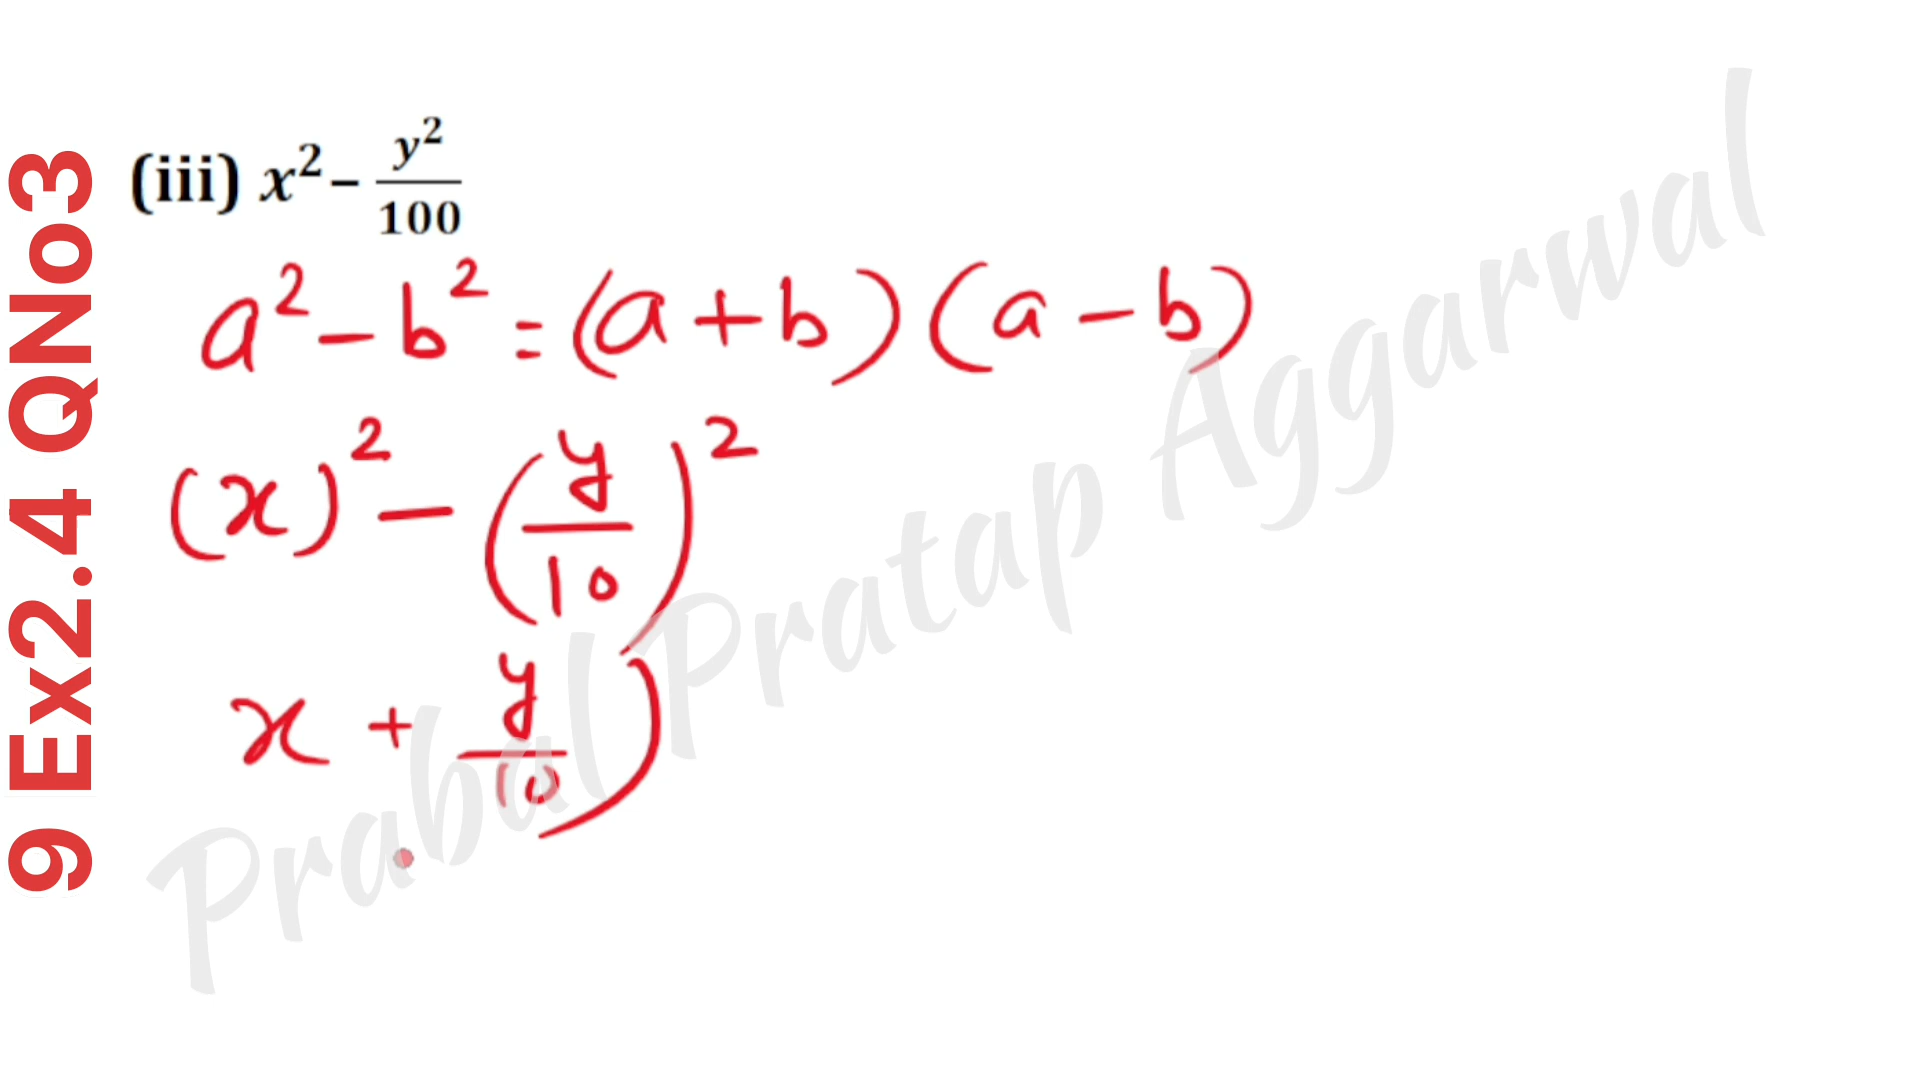 9 Ex2.4 QNo3
(iii) x² – y²/100
a² – b² = (a + b) (a – b)
(x)² – (y/10)²
x + y/10)
Prabal Pratap Aggarwal